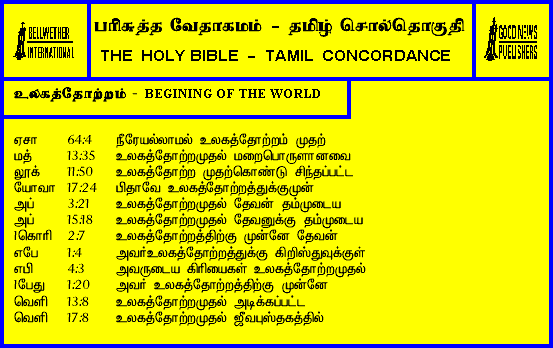 BELLWETHER
INTERNATIONAL
பரிசுத்த வேதாகமம் - தமிழ் சொல்தொகுதி
THE HOLY BIBLE - TAMIL CONCORDANCE
GOOD NEWS
PUBLISHERS
உலகத்தோற்றம் - BEGINING OF THE WORLD
ஏசா 64:4 நீரேயல்லாமல் உலகத்தோற்றம் முதற்
மத் 13:35 உலகத்தோற்றமுதல் மறைபொருளானவை
லூக் 11:50 உலகத்தோற்ற முதற்கொண்டு சிந்தப்பட்ட
யோவா 17:24 பிதாவே உலகத்தோற்றத்துக்குமுன்
அப் 3:21 உலகத்தோற்றமுதல் தேவன் தம்முடைய
அப் 15:18 உலகத்தோற்றமுதல் தேவனுக்கு தம்முடைய
1கொரி 2:7 உலகத்தோற்றத்திற்கு முன்னே தேவன்
எபே 1:4 அவர்உலகத்தோற்றத்துக்கு கிறிஸ்துவுக்குள்
எபி 4:3 அவருடைய கிரியைகள் உலகத்தோற்றமுதல்
1பேது 1:20 அவர் உலகத்தோற்றத்திற்கு முன்னே
வெளி 13:8 உலகத்தோற்றமுதல் அடிக்கப்பட்ட
வெளி 17:8 உலகத்தோற்றமுதல் ஜீவபுஸ்தகத்தில்